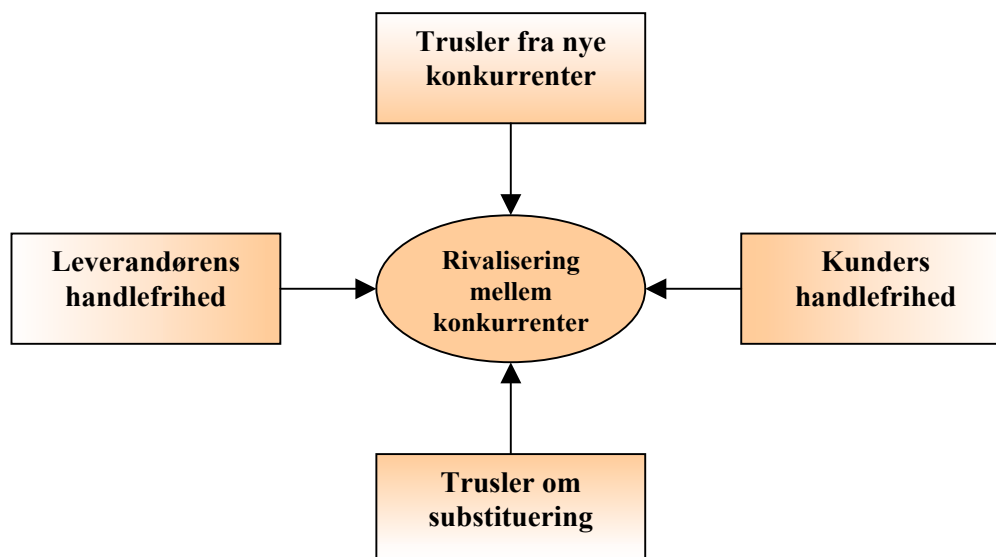 Trusler fra nye
konkurrenter
Leverandørens
handlefrihed
Rivalisering
mellem
konkurrenter
Kunders
handlefrihed
Trusler om
substituering